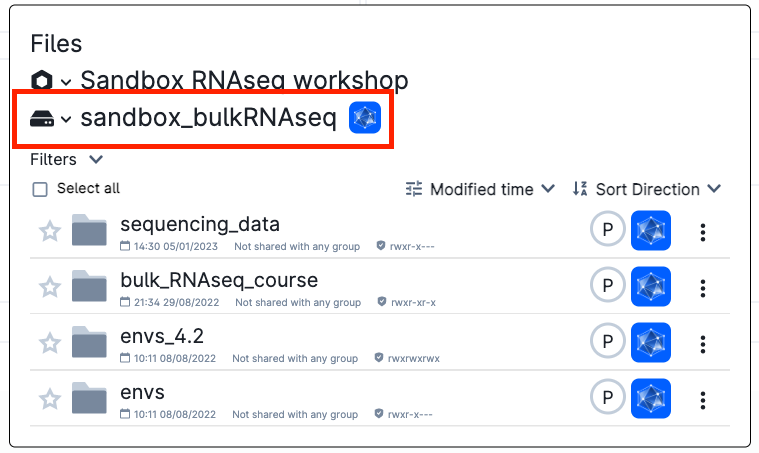 Files
Sandbox RNAseq workshop
sandbox_bulkRNAseq
Filters
Select all Modified time Sort Direction
sequencing_data
14:30 05/01/2023 Not shared with any group rwxr-x---
P
bulk_RNAseq_course
21:34 29/08/2022 Not shared with any group rwxr-xr-x
P
envs_4.2
10:11 08/08/2022 Not shared with any group rwxrwxrwx
P
envs
10:11 08/08/2022 Not shared with any group rwxr-x---
P